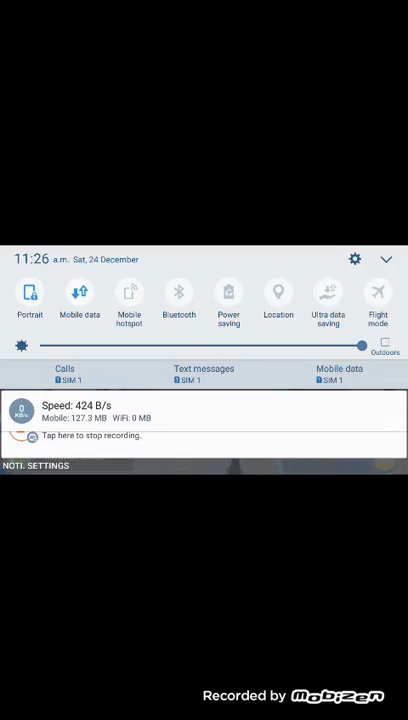 11:26 a.m. Sat, 24 December
Portrait
Mobile data
Mobile hotspot
Bluetooth
Power saving
Location
Ultra data saving
Flight mode
Outdoors
Calls
SIM 1
Text messages
SIM 1
Mobile data
SIM 1
0 KB/s
Speed: 424 B/s
Mobile: 127.3 MB WiFi: 0 MB
Tap here to stop recording.
NOTI. SETTINGS
Recorded by mobizen